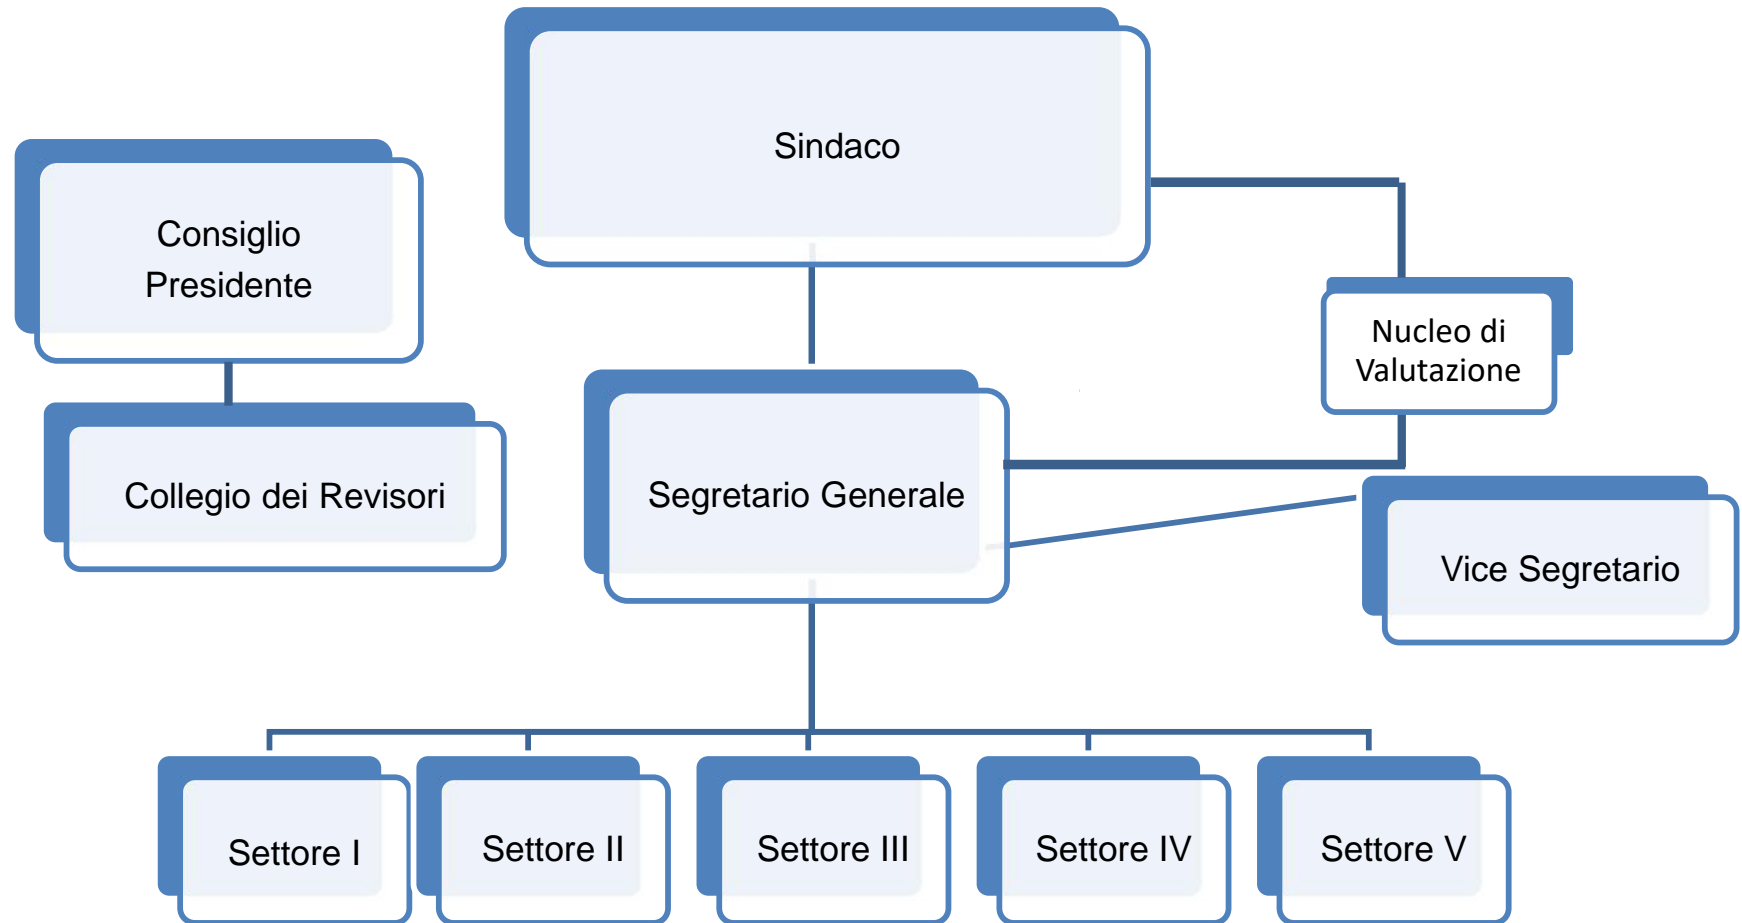 Sindaco
Consiglio
Presidente
Nucleo di
Valutazione
Collegio dei Revisori
Segretario Generale
Vice Segretario
Settore I
Settore II
Settore III
Settore IV
Settore V